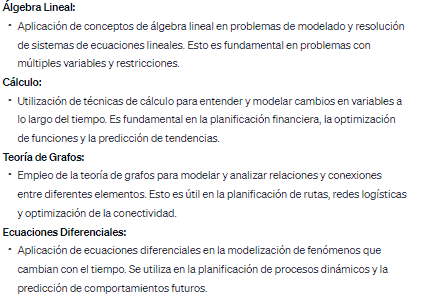 Álgebra Lineal:
• Aplicación de conceptos de álgebra lineal en problemas de modelado y resolución
de sistemas de ecuaciones lineales. Esto es fundamental en problemas con
múltiples variables y restricciones.
Cálculo:
• Utilización de técnicas de cálculo para entender y modelar cambios en variables a
lo largo del tiempo. Es fundamental en la planificación financiera, la optimización
de funciones y la predicción de tendencias.
Teoría de Grafos:
• Empleo de la teoría de grafos para modelar y analizar relaciones y conexiones
entre diferentes elementos. Esto es útil en la planificación de rutas, redes logísticas
y optimización de la conectividad.
Ecuaciones Diferenciales:
• Aplicación de ecuaciones diferenciales en la modelización de fenómenos que
cambian con el tiempo. Se utiliza en la planificación de procesos dinámicos y la
predicción de comportamientos futuros.